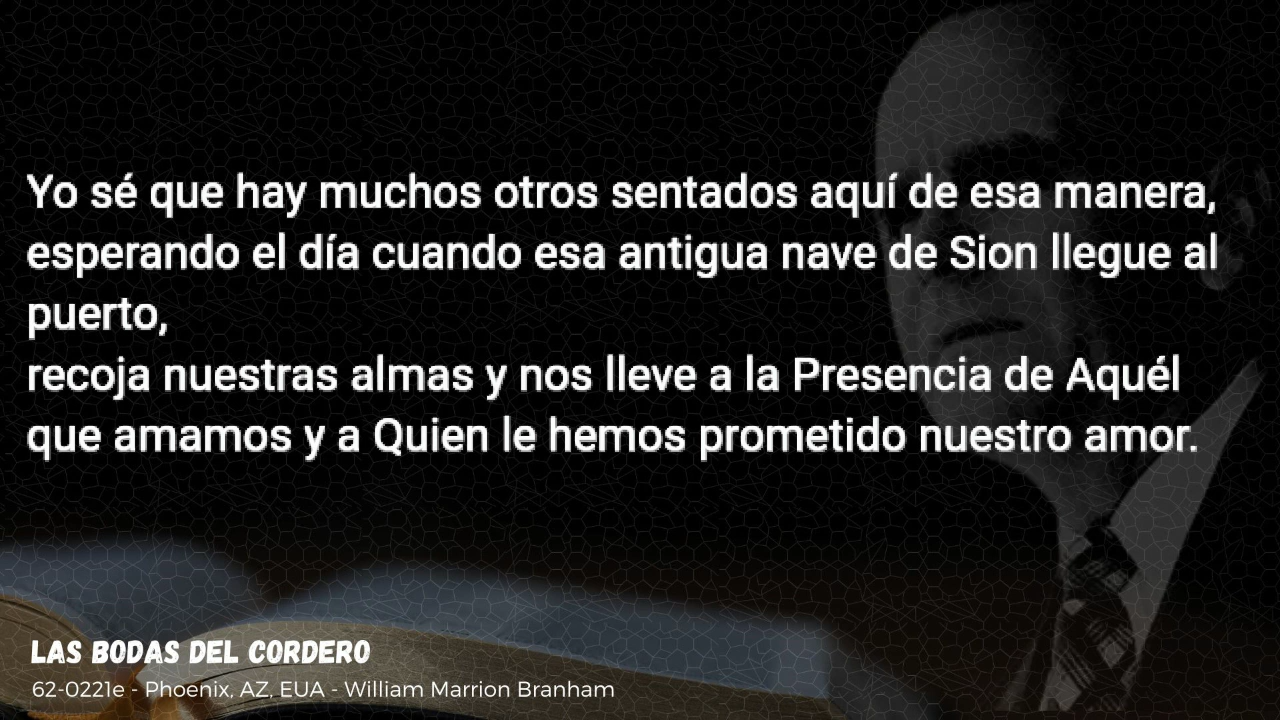 Yo sé que hay muchos otros sentados aquí de esa manera,
esperando el día cuando esa antigua nave de Sion llegue al
puerto,
recoja nuestras almas y nos lleve a la Presencia de Aquél
que amamos y a Quien le hemos prometido nuestro amor.
LAS BODAS DEL CORDERO
62-0221e - Phoenix, AZ, EUA - William Marrion Branham